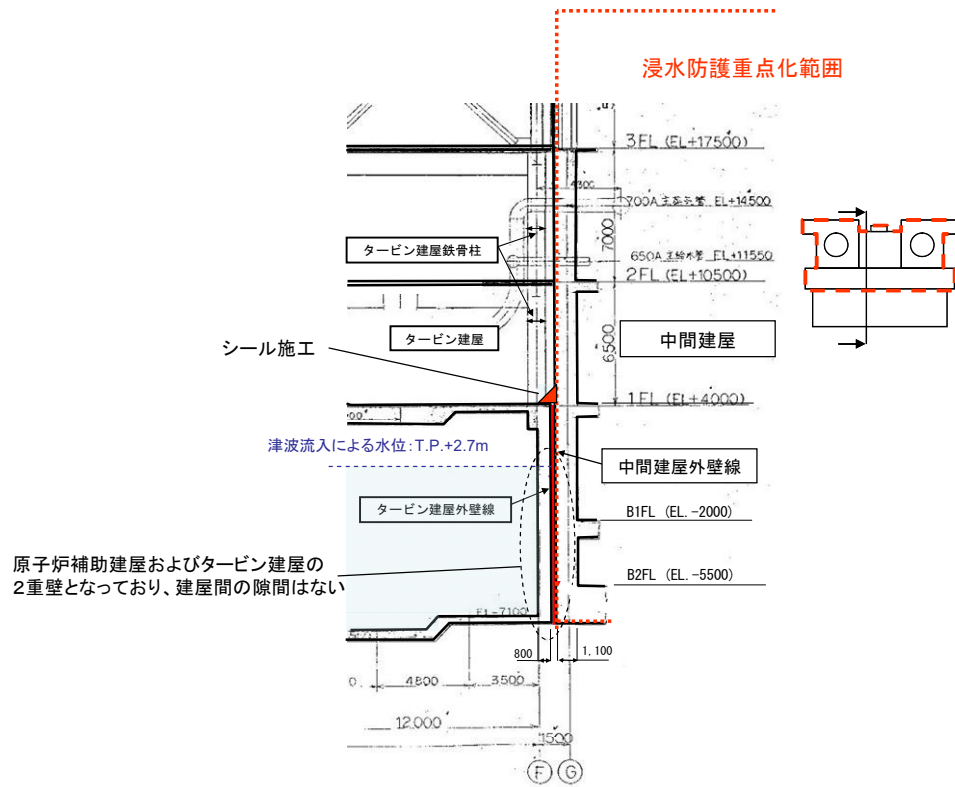 浸水防護重点化範囲
3FL (EL+17500)
4300
700A 主蒸気管 EL+14.500
7000
タービン建屋鉄骨柱
650A 主給水管 EL+11550
2FL (EL+10500)
タービン建屋
中間建屋
シール施工
6500
1FL (EL+4000)
津波流入による水位:T.P.+2.7m
中間建屋外壁線
タービン建屋外壁線
B1FL (EL.-2000)
原子炉補助建屋およびタービン建屋の
2重壁となっており、建屋間の隙間はない
B2FL (EL.-5500)
EL-7100
800
1,100
4.800
3.500
12.000
1500
F
G